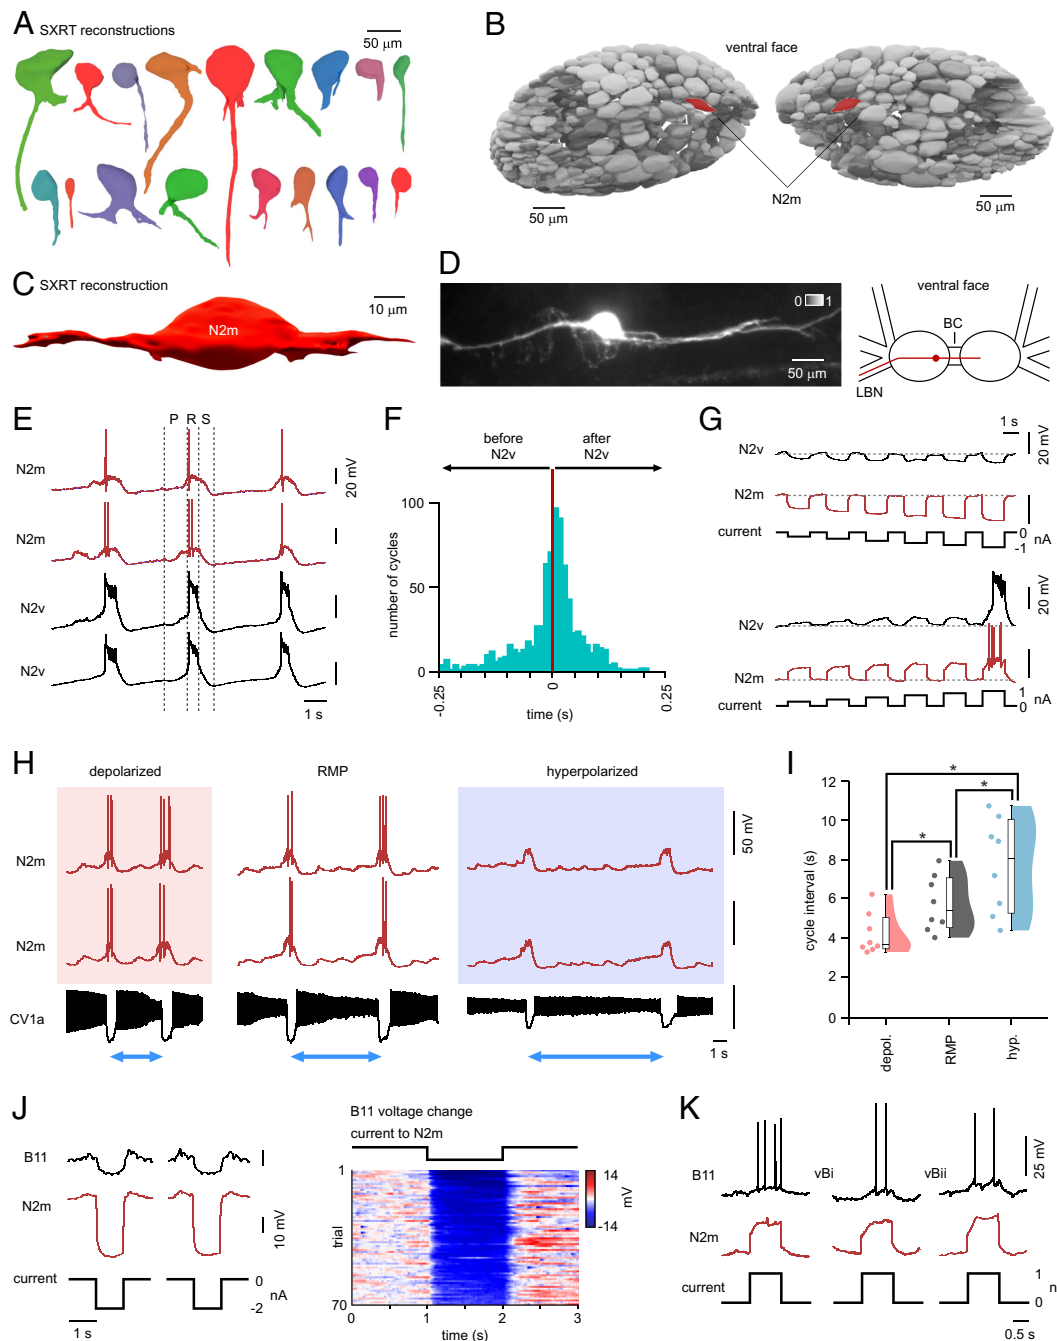 A SXRT reconstructions
50 μm
B
ventral face
N2m
50 μm
50 μm
C SXRT reconstruction
10 μm
N2m
D
0 1
50 μm
ventral face
BC
LBN
E
P R S
N2m
20 mV
N2m
N2v
N2v
1 s
F
before N2v
after N2v
100
50
0
number of cycles
-0.25
0
0.25
time (s)
G
1 s
N2v
20 mV
N2m
current
0
-1
nA
N2v
20 mV
N2m
current
1
0
nA
H
depolarized
RMP
hyperpolarized
N2m
50 mV
N2m
CV1a
1 s
I
12
10
8
6
4
2
0
cycle interval (s)
* * *
depol.
RMP
hyp.
J
B11
N2m
10 mV
current
0
-2
nA
1 s
B11 voltage change
current to N2m
1
trial
70
0 1 2 3
time (s)
14
-14
mV
K
B11
vBi
vBii
25 mV
N2m
current
1
0
n
0.5 s